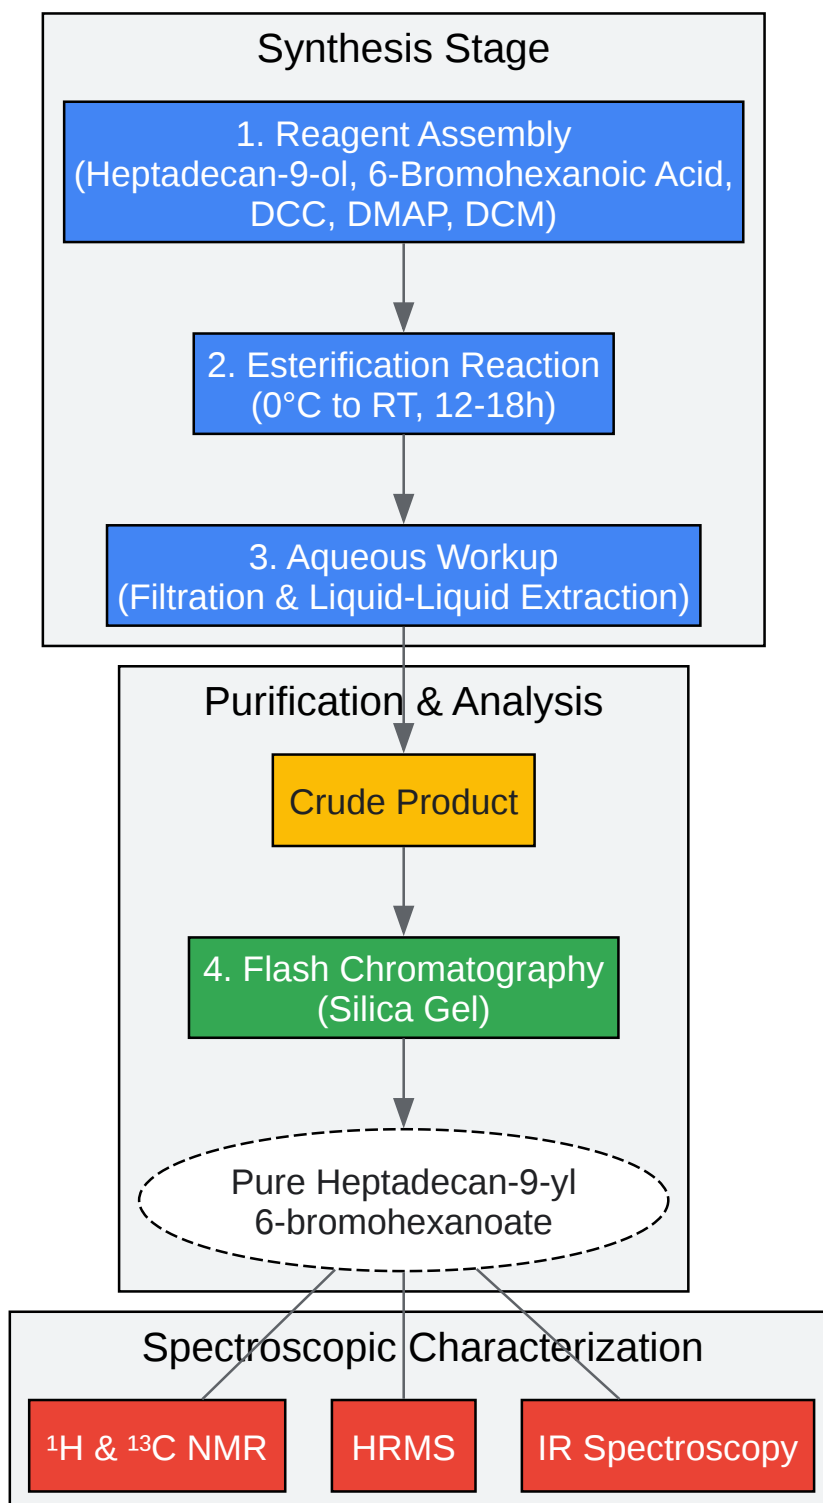 Synthesis Stage
1. Reagent Assembly
(Heptadecan-9-ol, 6-Bromohexanoic Acid,
DCC, DMAP, DCM)
2. Esterification Reaction
(0°C to RT, 12-18h)
3. Aqueous Workup
(Filtration & Liquid-Liquid Extraction)
Purification & Analysis
Crude Product
4. Flash Chromatography
(Silica Gel)
Pure Heptadecan-9-yl
6-bromohexanoate
Spectroscopic Characterization
¹H & ¹³C NMR
HRMS
IR Spectroscopy